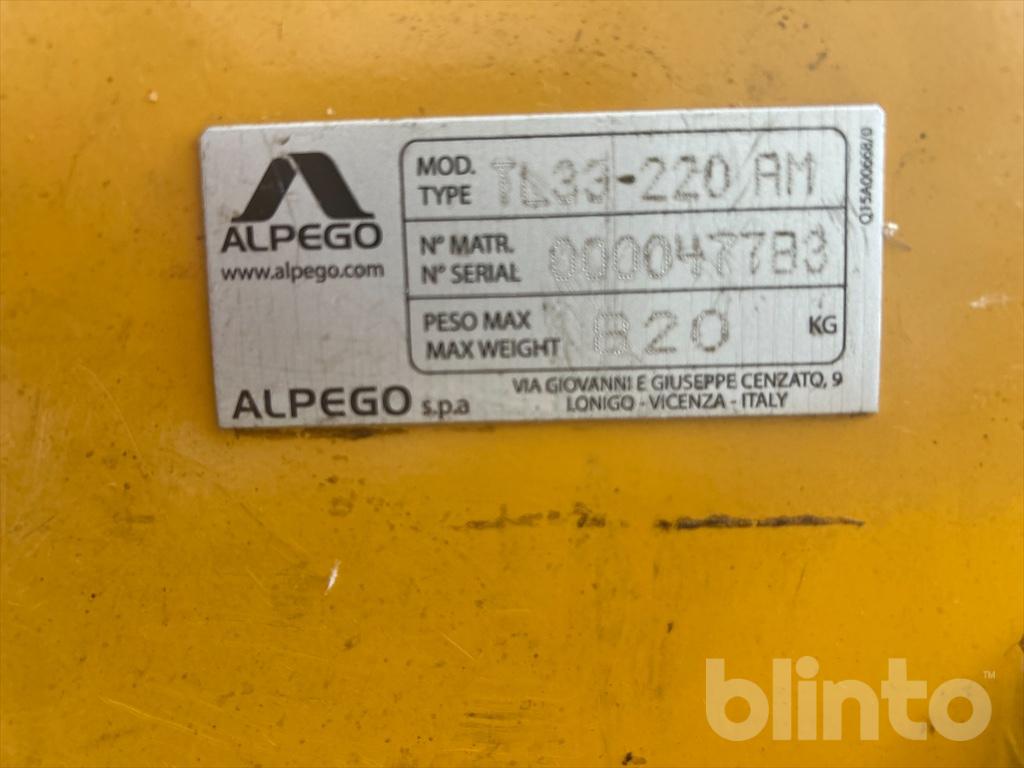 ALPEGO
www.alpego.com
MOD. TYPE TL33-220 AM
N° MATR.
N° SERIAL 000047783
PESO MAX
MAX WEIGHT 820 KG
ALPEGO s.p.a
VIA GIOVANNI E GIUSEPPE CENZATO, 9
LONIGO - VICENZA - ITALY
Q15A00668/0
blinto™